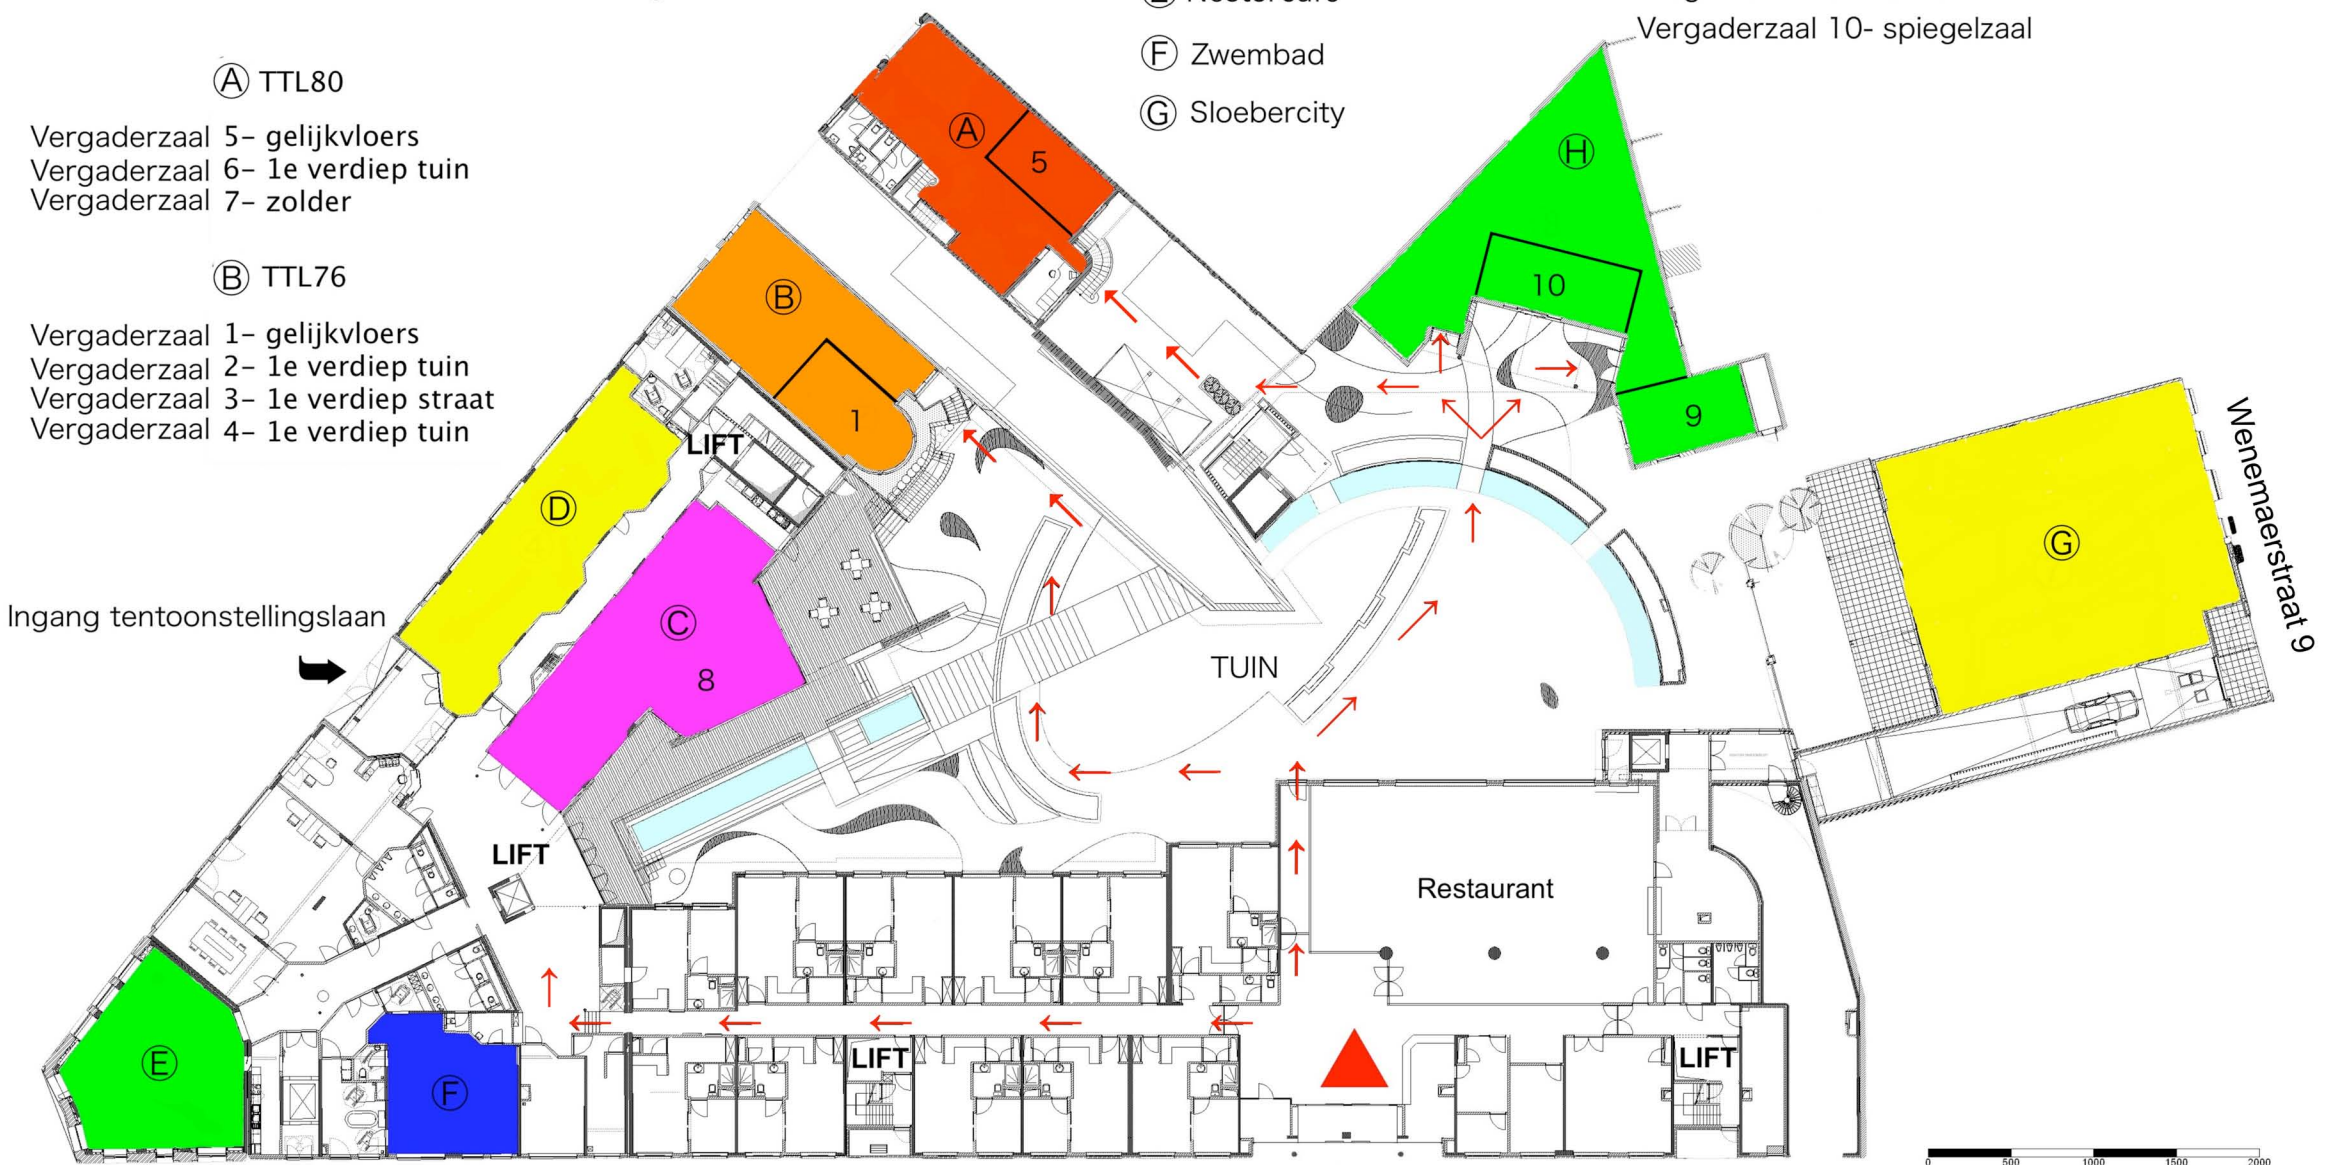 Vergaderzaal 10- spiegelzaal
Ⓕ Zwembad
Ⓖ Sloebercity
Ⓐ TTL80
Vergaderzaal 5- gelijkvloers
Vergaderzaal 6- 1e verdiep tuin
Vergaderzaal 7- zolder
Ⓑ TTL76
Vergaderzaal 1- gelijkvloers
Vergaderzaal 2- 1e verdiep tuin
Vergaderzaal 3- 1e verdiep straat
Vergaderzaal 4- 1e verdiep tuin
Ⓐ
5
Ⓗ
10
9
Ⓑ
1
LIFT
Ⓓ
Ⓒ
8
Ⓖ
Wenemaerstraat 9
Ingang tentoonstellingslaan
TUIN
LIFT
Restaurant
Ⓔ
Ⓕ
LIFT
LIFT
0 500 1000 1500 2000